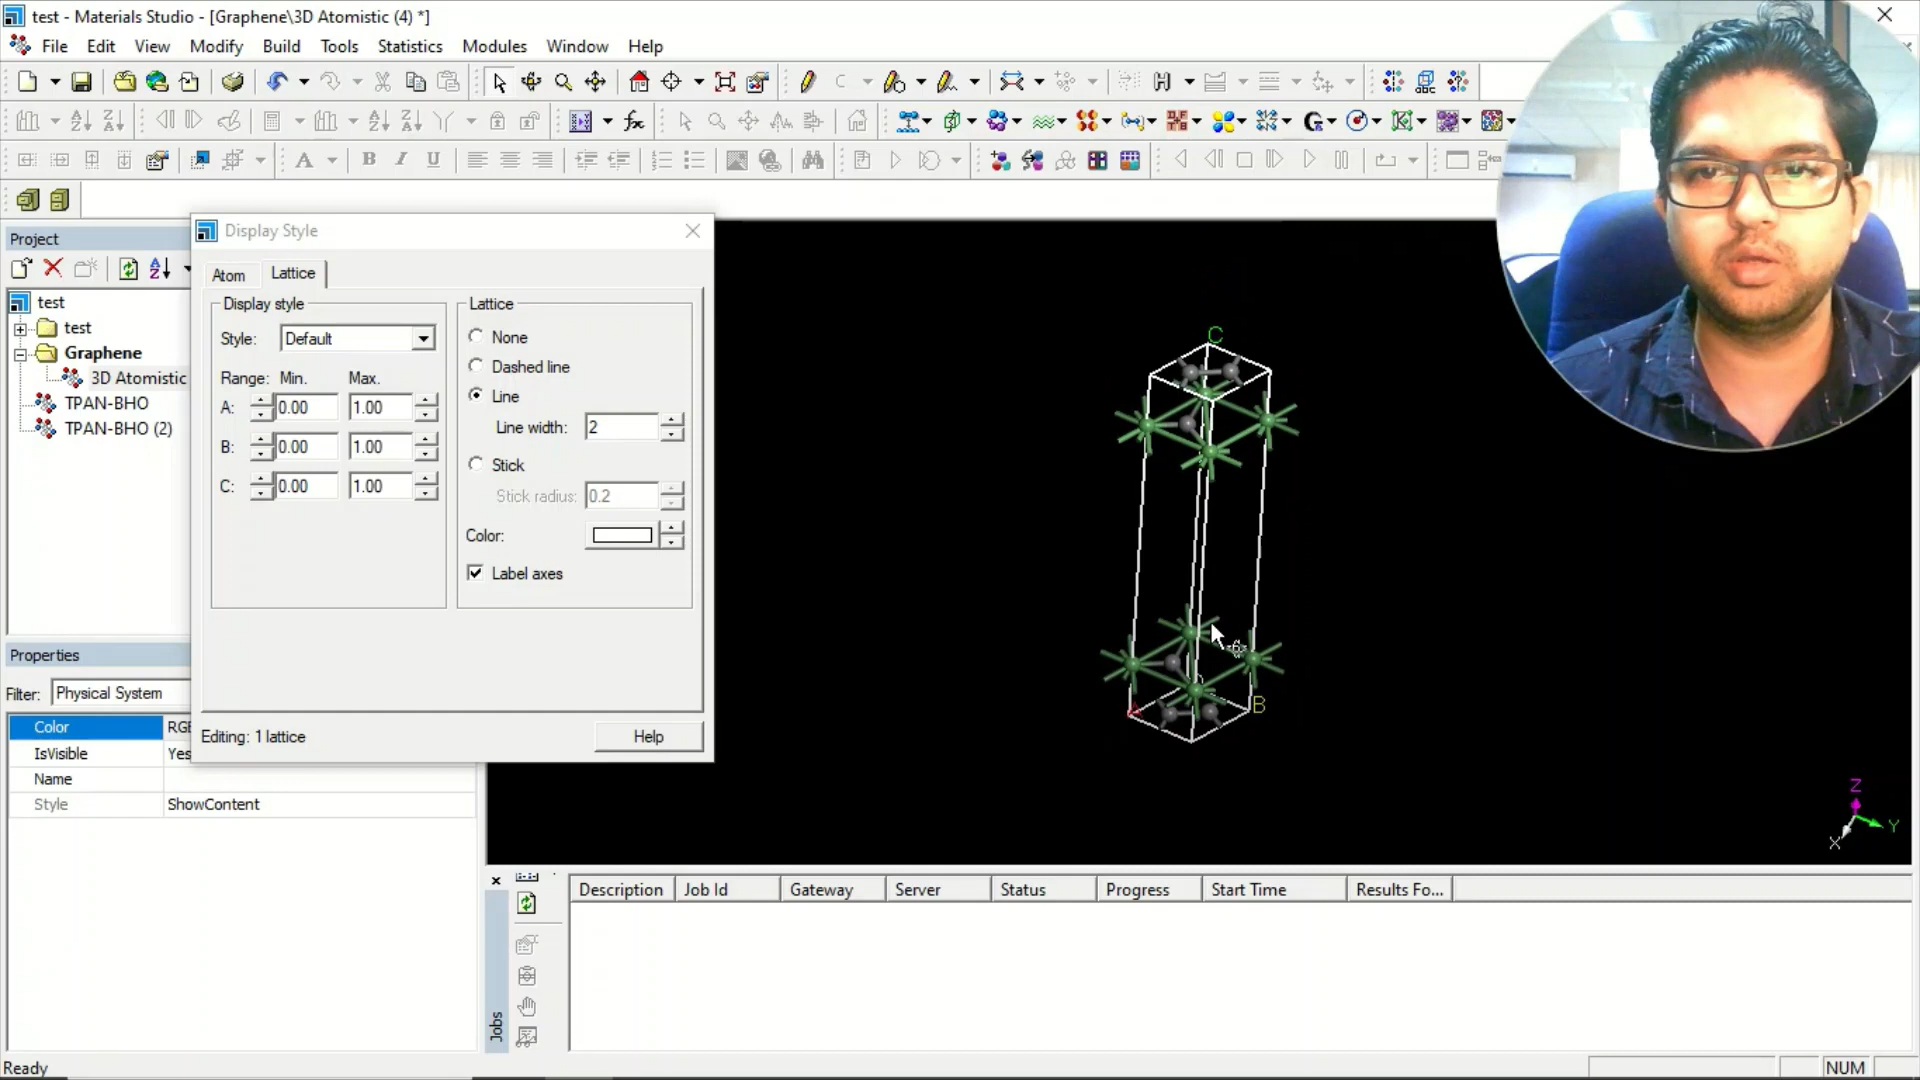 test - Materials Studio - [Graphene\3D Atomistic (4) *]
File Edit View Modify Build Tools Statistics Modules Window Help
Project
test
test
Graphene
3D Atomistic
TPAN-BHO
TPAN-BHO (2)
Properties
Filter: Physical System
Color RGB
IsVisible Yes
Name
Style ShowContent
Display Style
Atom Lattice
Display style
Style: Default
Range: Min. Max.
A: 0.00 1.00
B: 0.00 1.00
C: 0.00 1.00
Lattice
None
Dashed line
Line
Line width: 2
Stick
Stick radius: 0.2
Color:
Label axes
Editing: 1 lattice
Help
C
A
B
Z
Y
X
Jobs
Description Job Id Gateway Server Status Progress Start Time Results Fo...
Ready
NUM